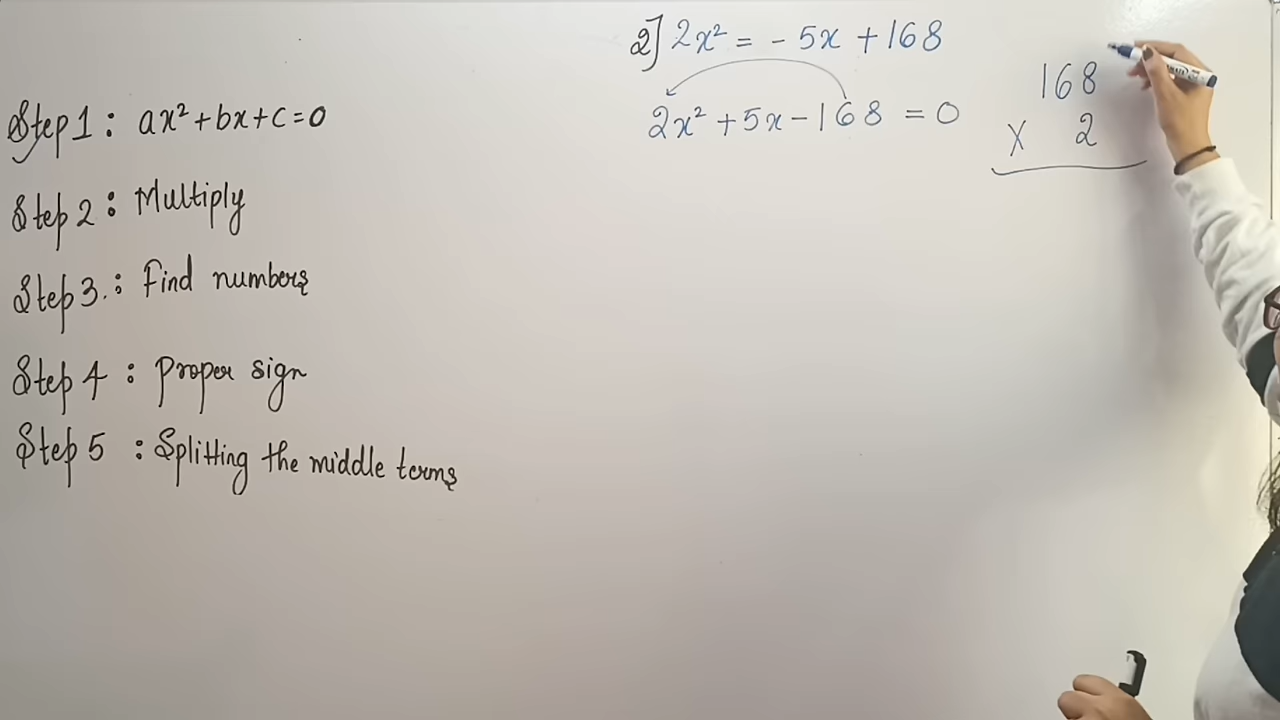 Step 1 : ax² + bx + c = 0
Step 2 : Multiply
Step 3 : Find numbers
Step 4 : Proper sign
Step 5 : Splitting the middle terms
2] 2x² = - 5x + 168
2x² + 5x - 168 = 0
168
X 2